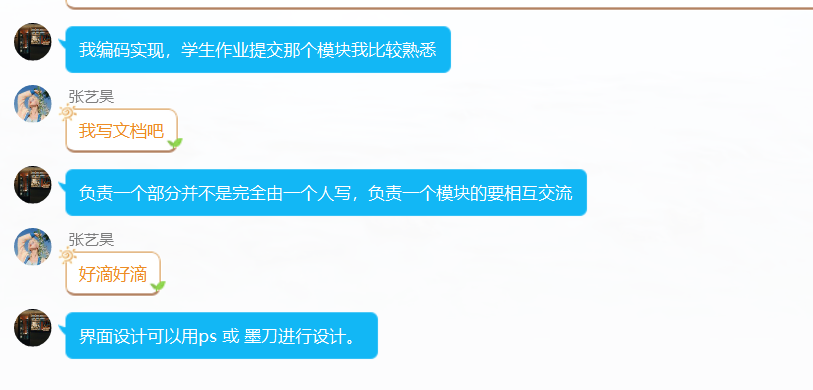 我编码实现，学生作业提交那个模块我比较熟悉
张艺昊
我写文档吧
负责一个部分并不是完全由一个人写，负责一个模块的要相互交流
张艺昊
好滴好滴
界面设计可以用ps 或 墨刀进行设计。